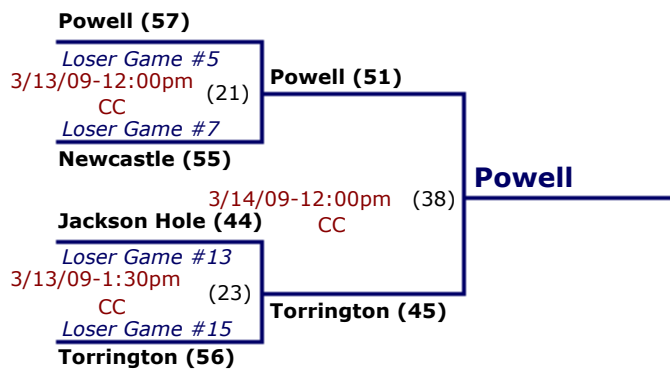 Powell (57)
Loser Game #5
3/13/09-12:00pm
CC
(21)
Loser Game #7
Newcastle (55)
Powell (51)
3/14/09-12:00pm
CC
(38)
Powell
Jackson Hole (44)
Loser Game #13
3/13/09-1:30pm
CC
(23)
Loser Game #15
Torrington (56)
Torrington (45)